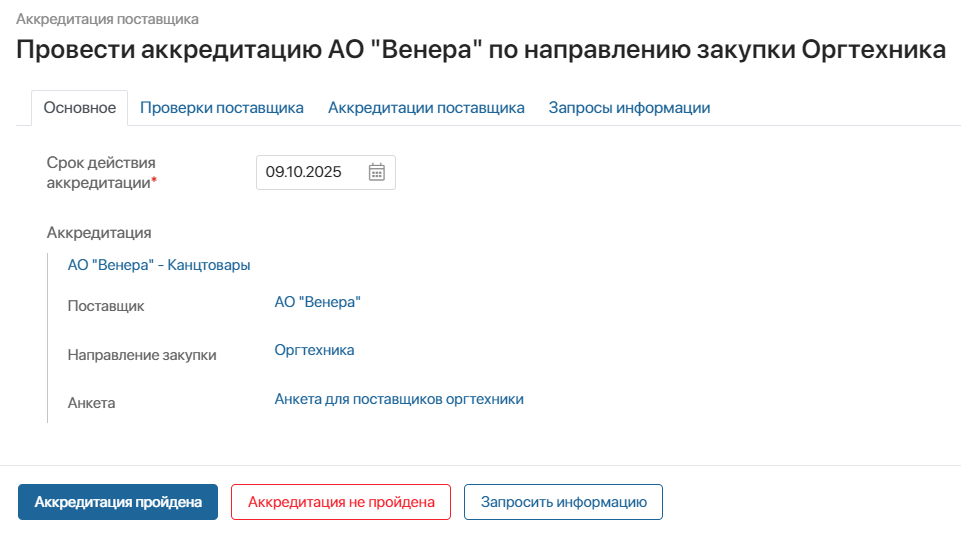 Аккредитация поставщика
Провести аккредитацию АО "Венера" по направлению закупки Оргтехника
Основное Проверки поставщика Аккредитации поставщика Запросы информации
Срок действия
аккредитации* 09.10.2025
Аккредитация
АО "Венера" - Канцтовары
Поставщик АО "Венера"
Направление закупки Оргтехника
Анкета Анкета для поставщиков оргтехники
Аккредитация пройдена Аккредитация не пройдена Запросить информацию